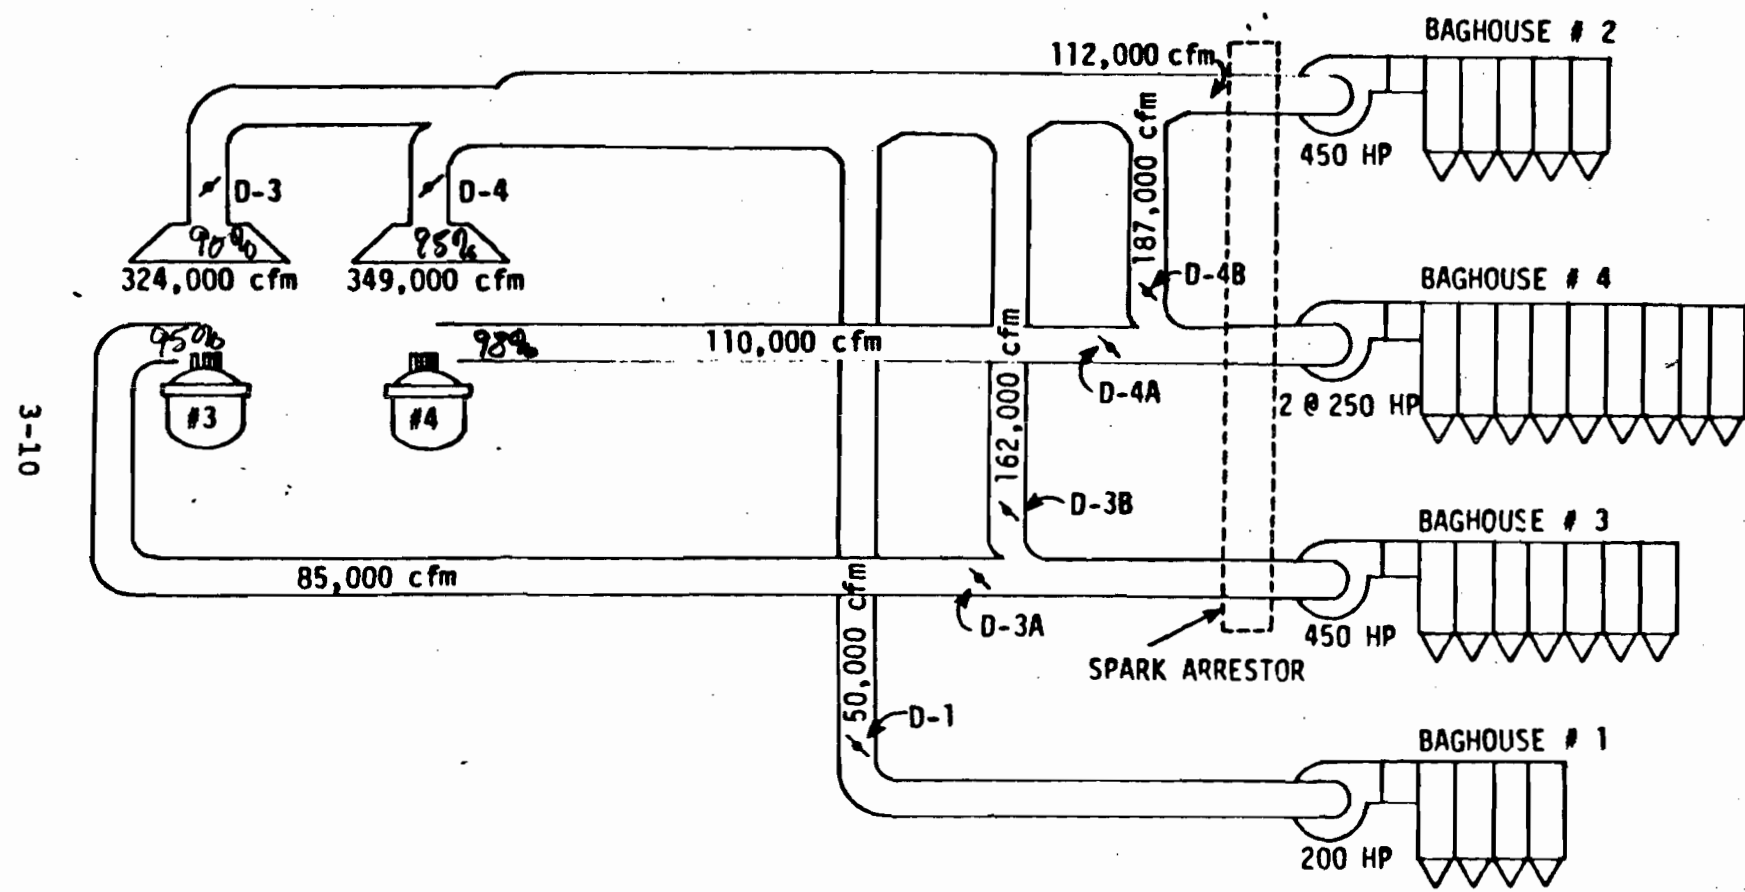 BAGHOUSE # 2
112,000 cfm
187,000 cfm
450 HP
D-3
D-4
90%
85%
324,000 cfm
349,000 cfm
D-4B
BAGHOUSE # 4
95%
98%
110,000 cfm
D-4A
2 @ 250 HP
#3
#4
162,000 cfm
3-10
D-3B
BAGHOUSE # 3
85,000 cfm
D-3A
450 HP
SPARK ARRESTOR
50,000 cfm
D-1
BAGHOUSE # 1
200 HP